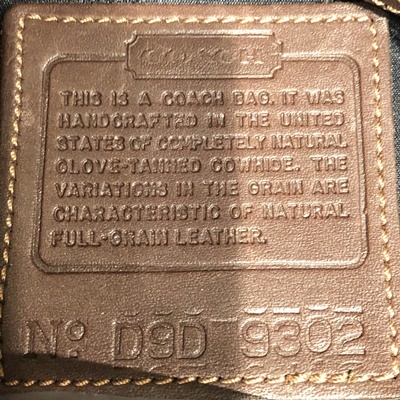 COACH
THIS IS A COACH BAG. IT WAS
HANDCRAFTED IN THE UNITED
STATES OF COMPLETELY NATURAL
GLOVE-TANNED COWHIDE. THE
VARIATIONS IN THE GRAIN ARE
CHARACTERISTIC OF NATURAL
FULL-GRAIN LEATHER.
No. D9D-9302